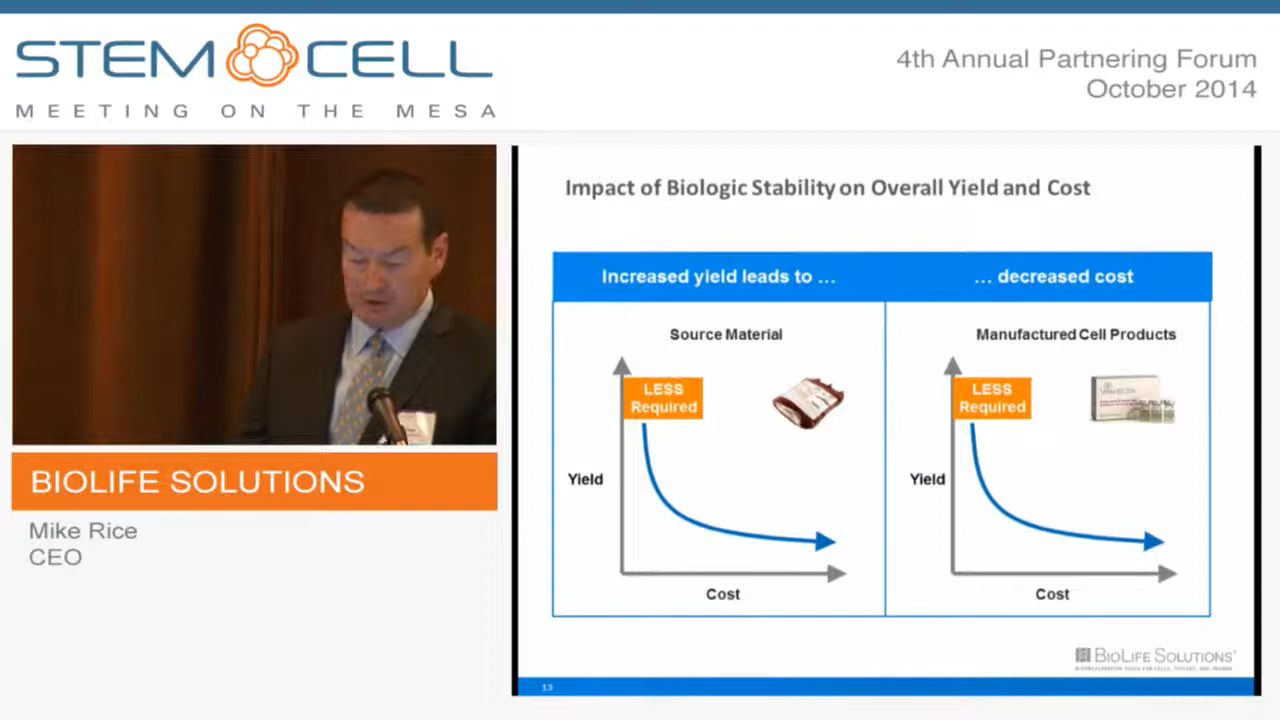 STEM CELL
MEETING ON THE MESA
4th Annual Partnering Forum
October 2014
BIOLIFE SOLUTIONS
Mike Rice
CEO
Impact of Biologic Stability on Overall Yield and Cost
Increased yield leads to …
… decreased cost
Source Material
LESS
Required
Yield
Cost
Manufactured Cell Products
LESS
Required
Yield
Cost
BIOLIFE SOLUTIONS
13